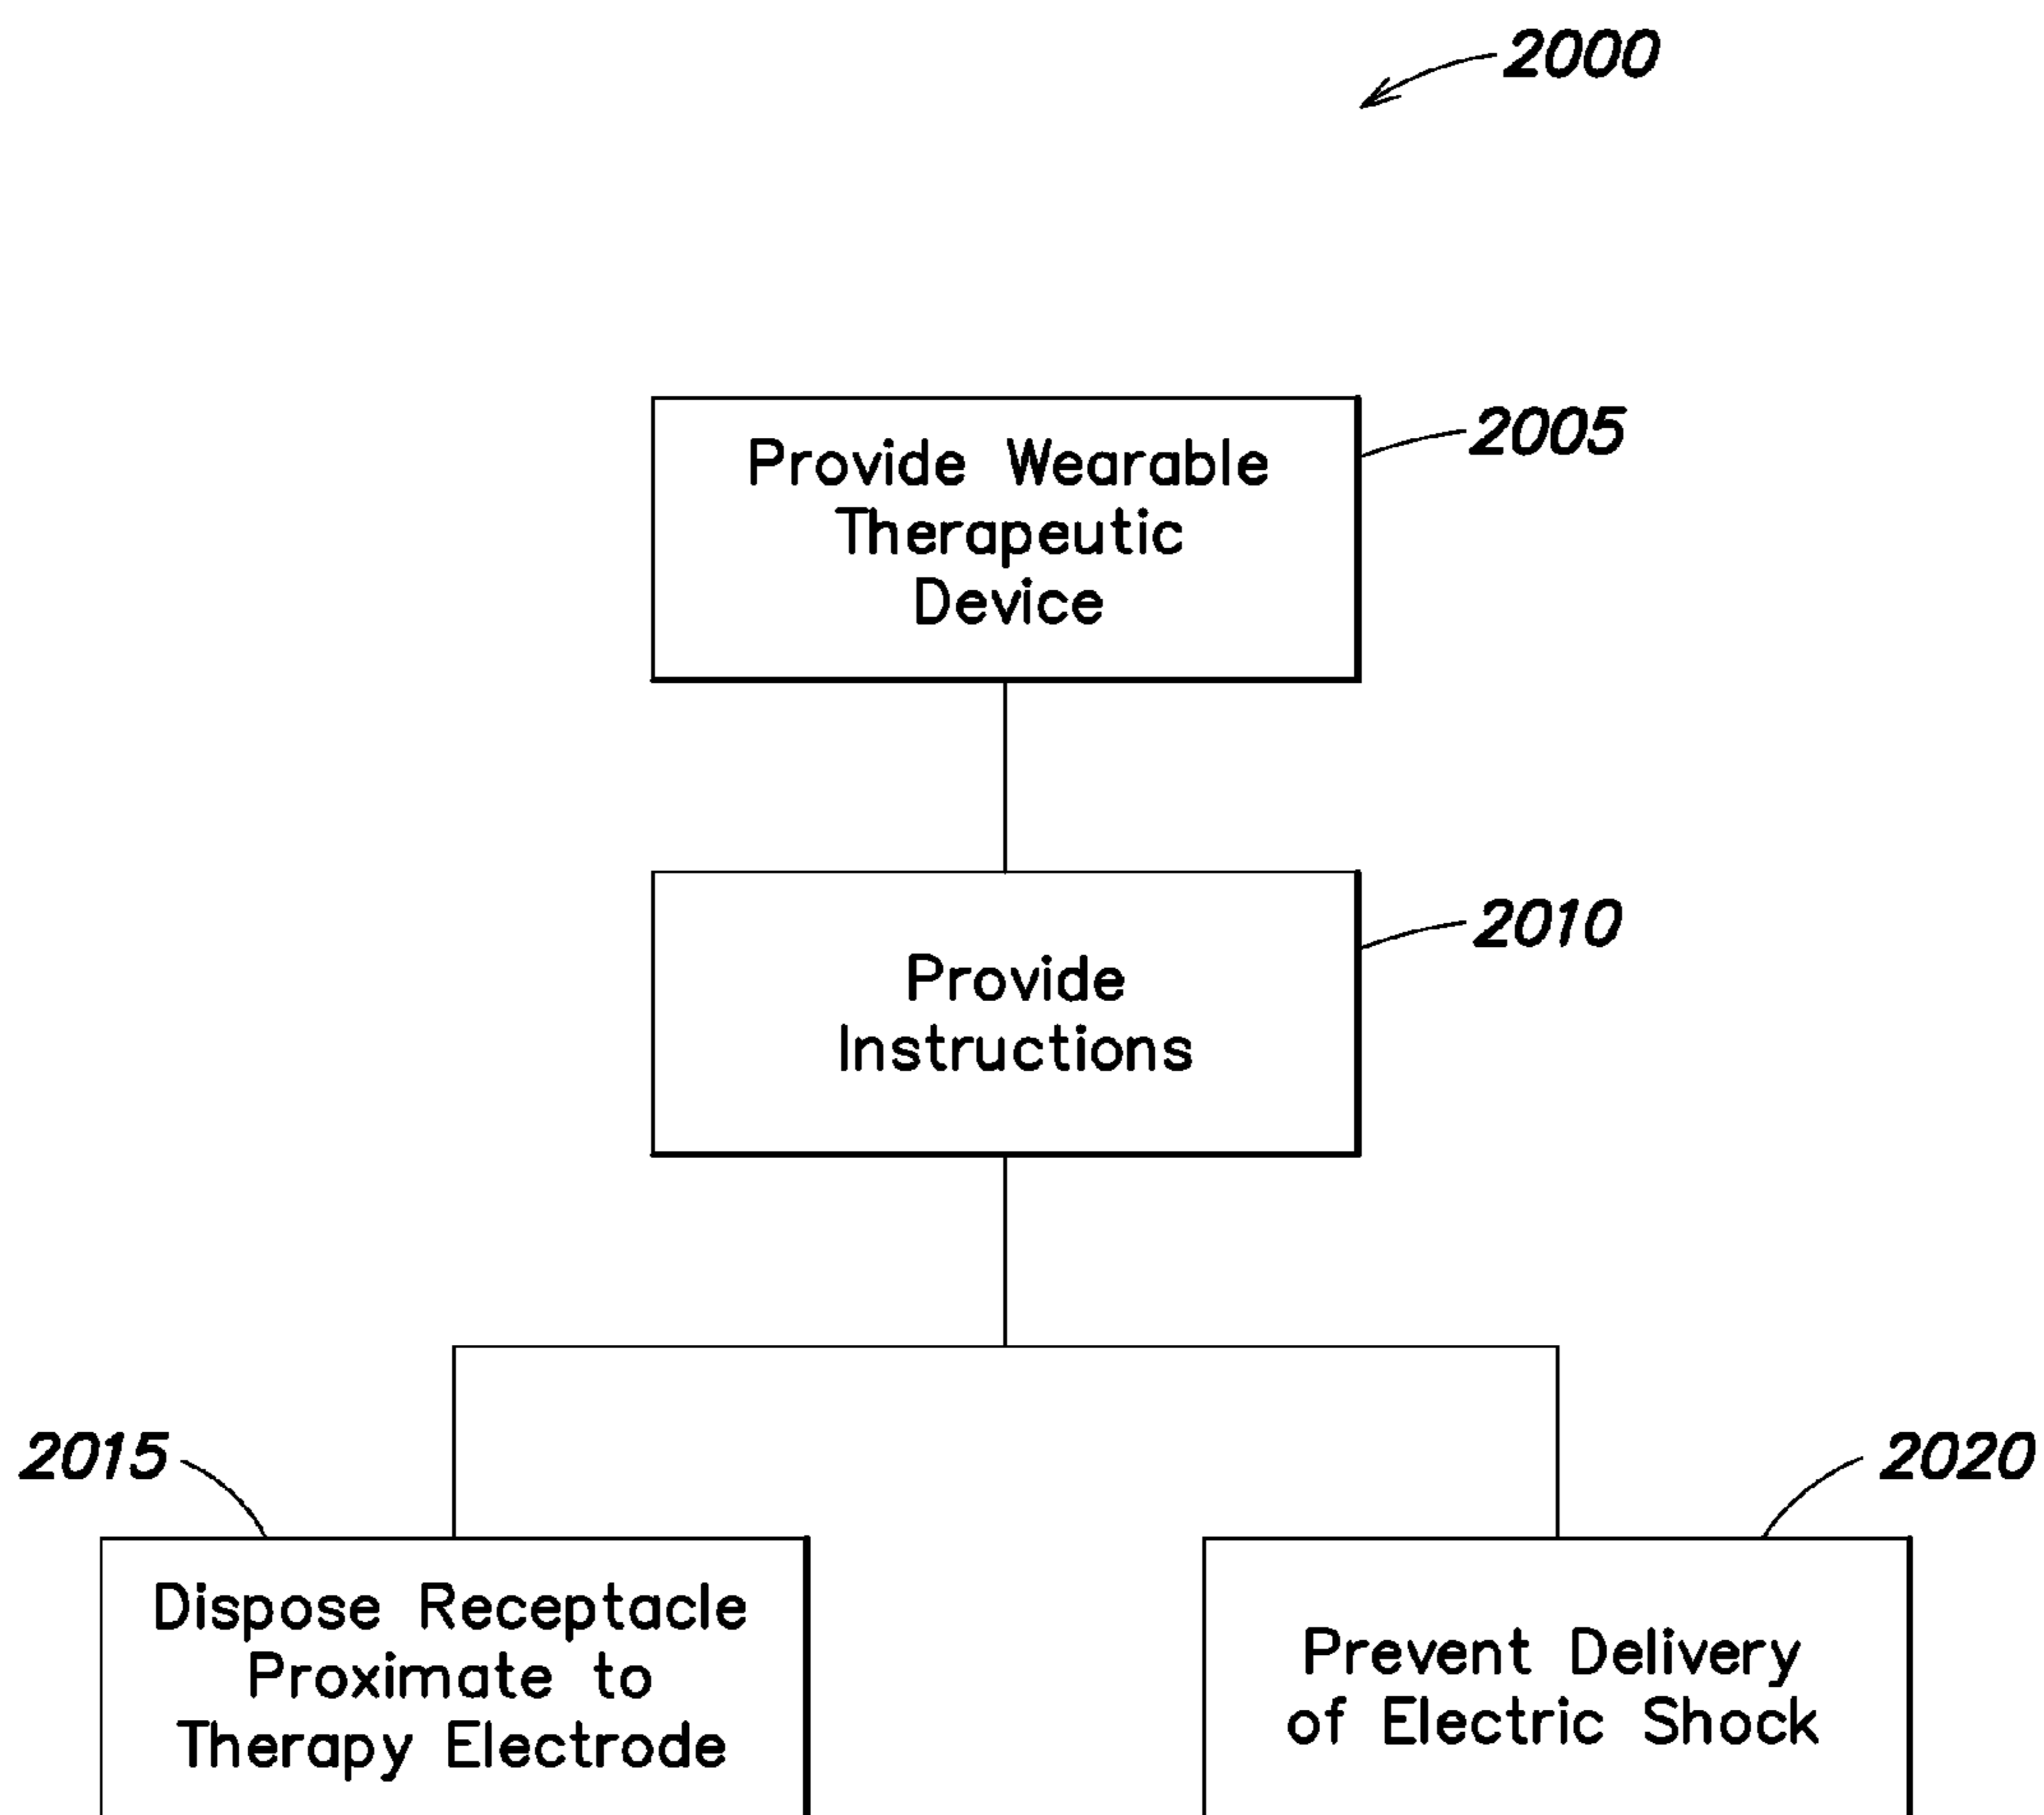 2000
Provide Wearable
Therapeutic
Device
2005
Provide
Instructions
2010
2015
Dispose Receptacle
Proximate to
Therapy Electrode
2020
Prevent Delivery
of Electric Shock